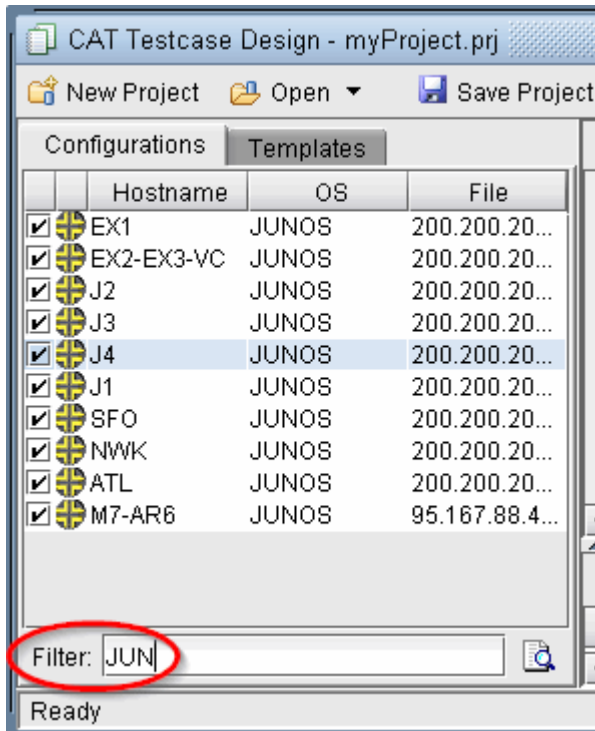 CAT Testcase Design - myProject.prj
New Project Open Save Project
Configurations Templates
Hostname OS File
EX1 JUNOS 200.200.20...
EX2-EX3-VC JUNOS 200.200.20...
J2 JUNOS 200.200.20...
J3 JUNOS 200.200.20...
J4 JUNOS 200.200.20...
J1 JUNOS 200.200.20...
SFO JUNOS 200.200.20...
NWK JUNOS 200.200.20...
ATL JUNOS 200.200.20...
M7-AR6 JUNOS 95.167.88.4...
Filter: JUN
Ready